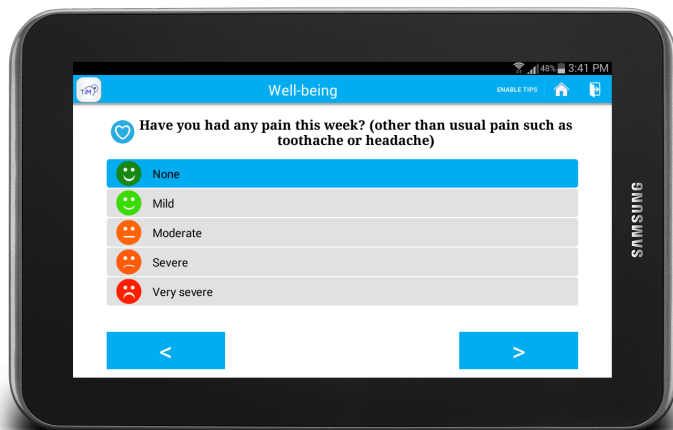 48% 3:41 PM
TiM
Well-being
ENABLE TIPS
Have you had any pain this week? (other than usual pain such as
toothache or headache)
None
Mild
Moderate
Severe
Very severe
< >
SAMSUNG